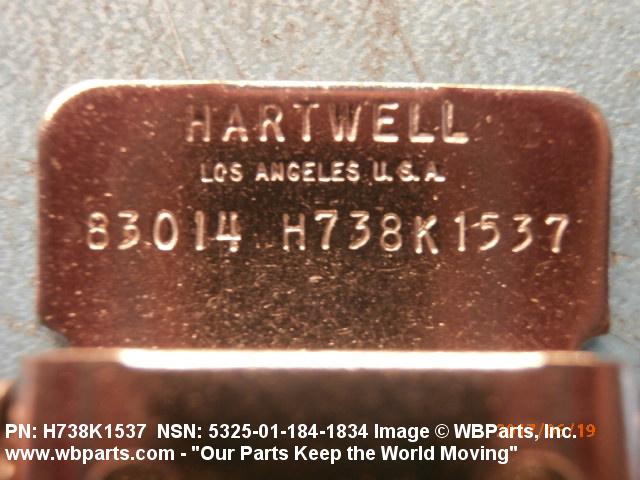 HARTWELL
LOS ANGELES U.S.A.
83014 H738K1537
PN: H738K1537 NSN: 5325-01-184-1834 Image © WBParts, Inc.
www.wbparts.com - "Our Parts Keep the World Moving"